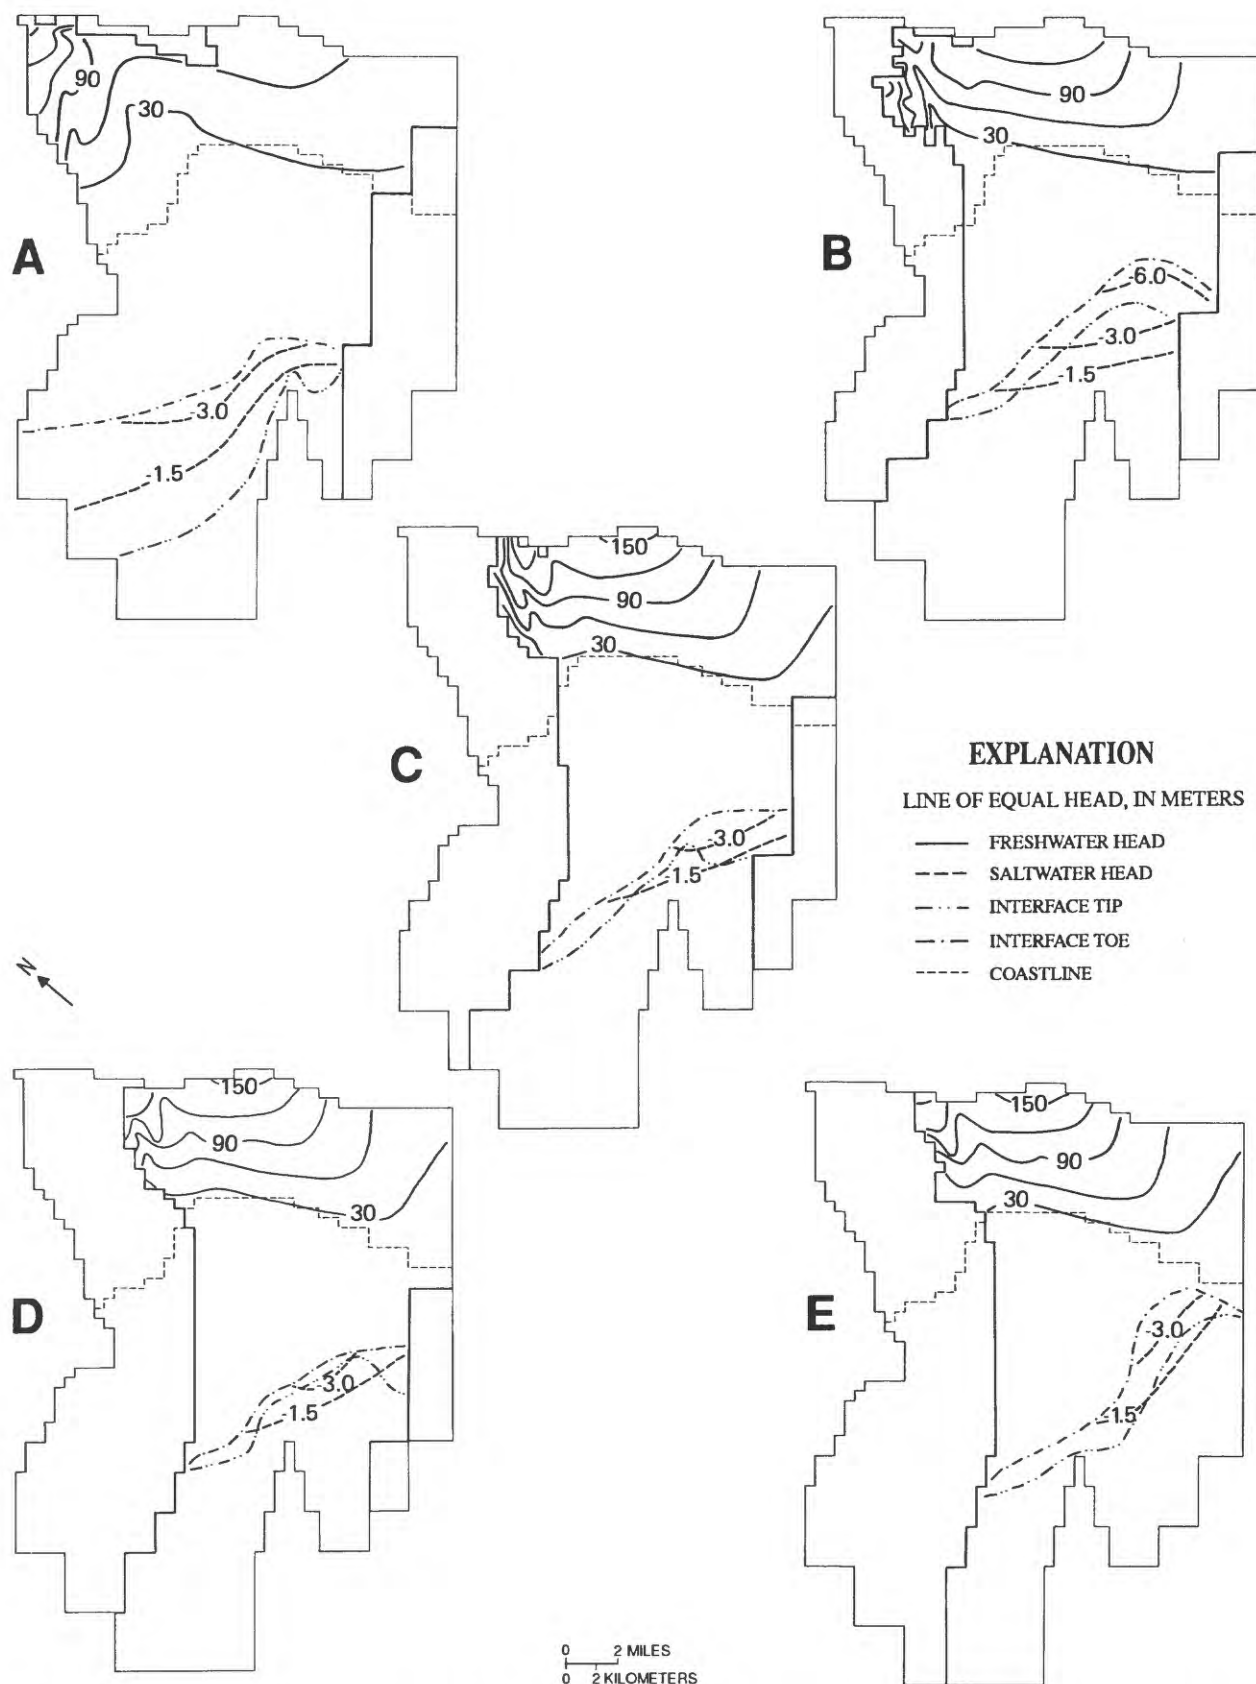 90
30
A
-3.0
-1.5
90
30
B
-6.0
-3.0
-1.5
150
90
30
C
-3.0
-1.5
EXPLANATION
LINE OF EQUAL HEAD, IN METERS
FRESHWATER HEAD
SALTWATER HEAD
INTERFACE TIP
INTERFACE TOE
COASTLINE
N
150
90
30
D
-3.0
-1.5
150
90
30
E
-3.0
-1.5
0 2 MILES
0 2 KILOMETERS